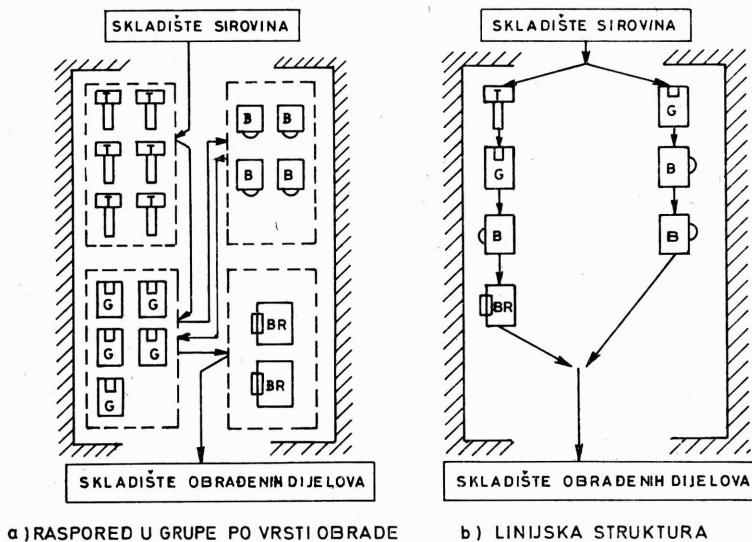 SKLADIŠTE SIROVINA
T T
T T
T T
B B
B B
G G
G G
G
BR
BR
SKLADIŠTE OBRAĐENIH DIJELOVA
a) RASPORED U GRUPE PO VRSTI OBRADE
SKLADIŠTE SIROVINA
T
G
B
BR
G
B
B
SKLADIŠTE OBRAĐENIH DIJELOVA
b) LINIJSKA STRUKTURA